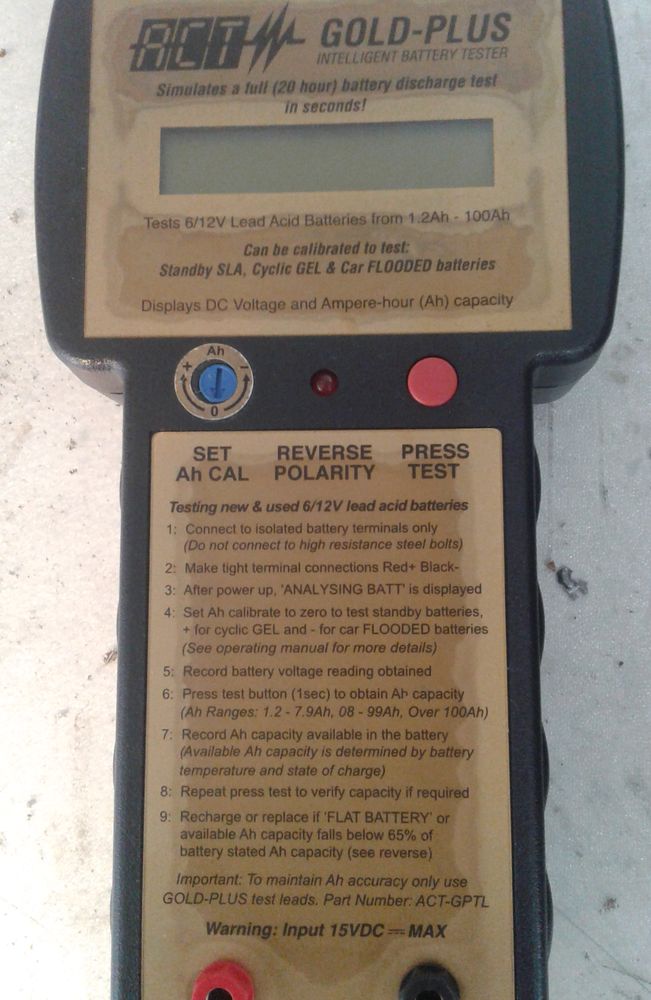 ACT GOLD-PLUS
INTELLIGENT BATTERY TESTER
Simulates a full (20 hour) battery discharge test
in seconds!
Tests 6/12V Lead Acid Batteries from 1.2Ah - 100Ah
Can be calibrated to test:
Standby SLA, Cyclic GEL & Car FLOODED batteries
Displays DC Voltage and Ampere-hour (Ah) capacity
Ah
+ -
0
SET REVERSE PRESS
Ah CAL POLARITY TEST
Testing new & used 6/12V lead acid batteries
1: Connect to isolated battery terminals only
(Do not connect to high resistance steel bolts)
2: Make tight terminal connections Red+ Black-
3: After power up, 'ANALYSING BATT' is displayed
4: Set Ah calibrate to zero to test standby batteries,
+ for cyclic GEL and - for car FLOODED batteries
(See operating manual for more details)
5: Record battery voltage reading obtained
6: Press test button (1sec) to obtain Ah capacity
(Ah Ranges: 1.2 - 7.9Ah, 08 - 99Ah, Over 100Ah)
7: Record Ah capacity available in the battery
(Available Ah capacity is determined by battery
temperature and state of charge)
8: Repeat press test to verify capacity if required
9: Recharge or replace if 'FLAT BATTERY' or
available Ah capacity falls below 65% of
battery stated Ah capacity (see reverse)
Important: To maintain Ah accuracy only use
GOLD-PLUS test leads. Part Number: ACT-GPTL
Warning: Input 15VDC ⎓ MAX